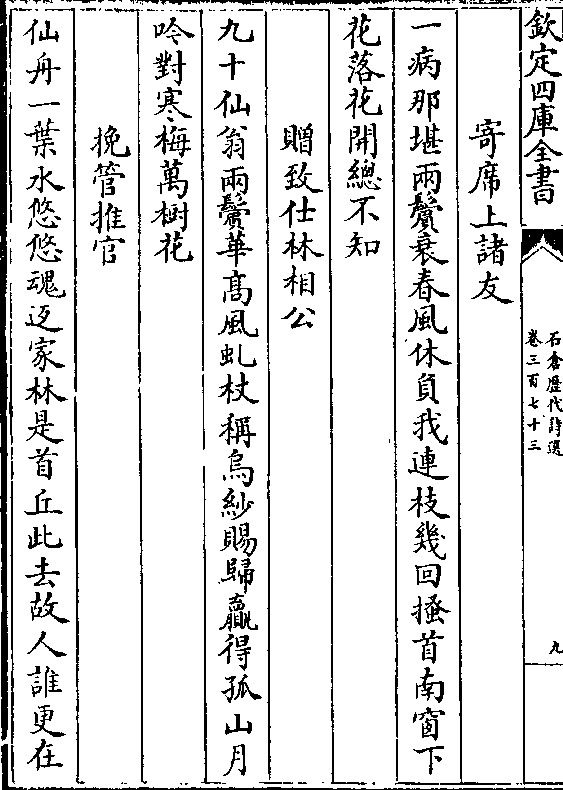 欽定四庫全書
石倉歷代詩選
卷三百七十三
九
寄席上諸友
一病那堪兩鬢衰春風休負我連枝幾回搔首南窗下
花落花開總不知
贈致仕林相公
九十仙翁兩鬢華髙風虬杖稱烏紗賜歸贏得孤山月
吟對寒梅萬樹花
挽管推官
仙舟一葉水悠悠魂返家林是首丘此去故人誰更在